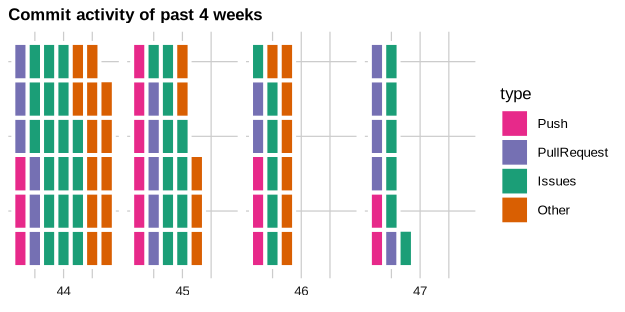 Commit activity of past 4 weeks
type
Push
PullRequest
Issues
Other
44 45 46 47